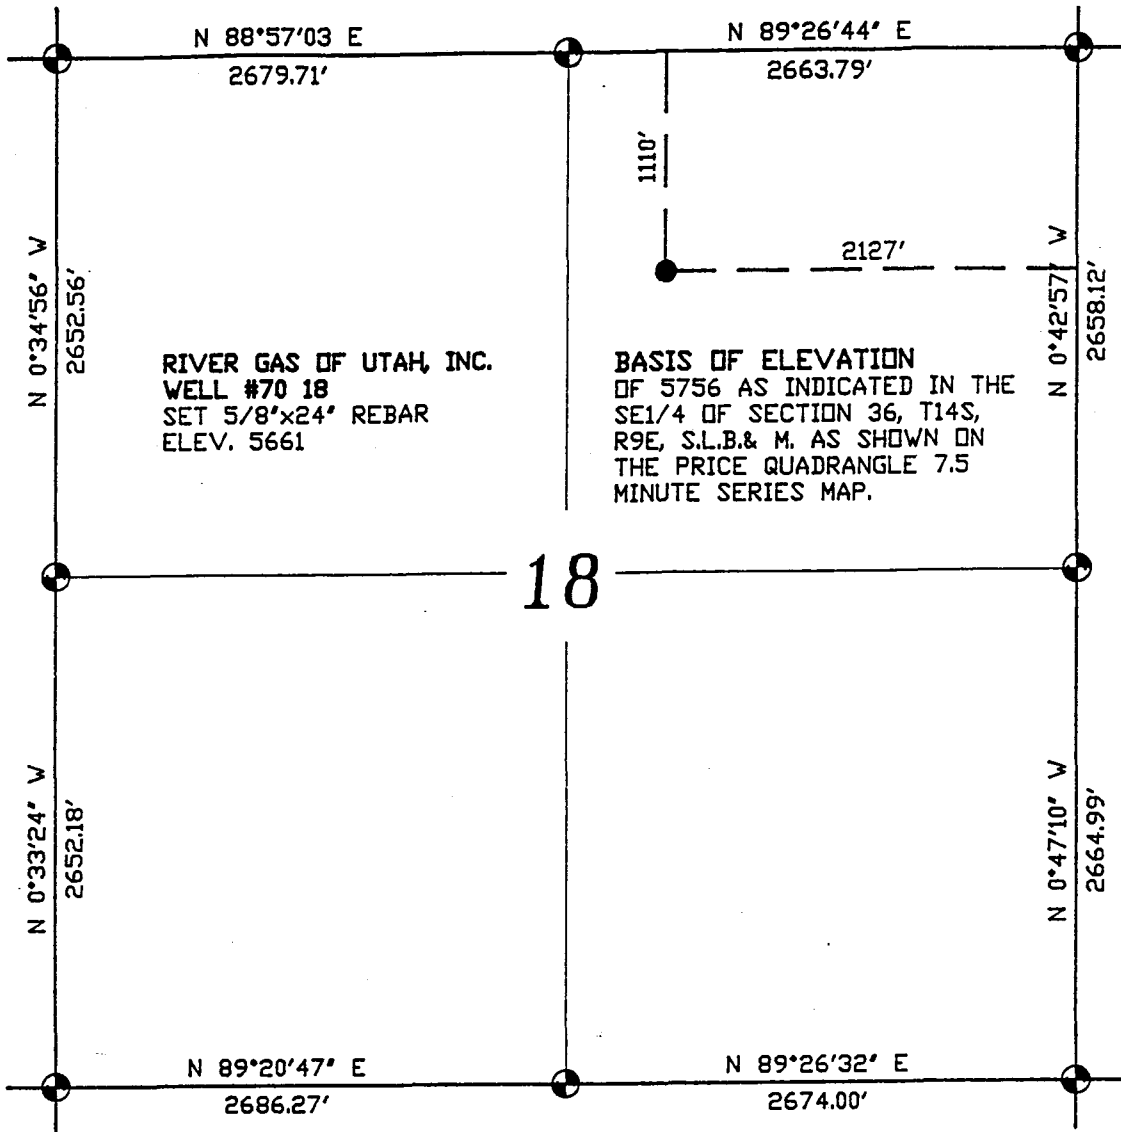 N 88°57'03 E
2679.71'
N 89°26'44" E
2663.79'
1110'
2127'
N 0°34'56" W
2652.56'
N 0°42'57" W
2658.12'
RIVER GAS OF UTAH, INC.
WELL #70 18
SET 5/8"x24" REBAR
ELEV. 5661
BASIS OF ELEVATION
OF 5756 AS INDICATED IN THE
SE1/4 OF SECTION 36, T14S,
R9E, S.L.B.& M. AS SHOWN ON
THE PRICE QUADRANGLE 7.5
MINUTE SERIES MAP.
18
N 0°33'24" W
2652.18'
N 0°47'10" W
2664.99'
N 89°20'47" E
2686.27'
N 89°26'32" E
2674.00'